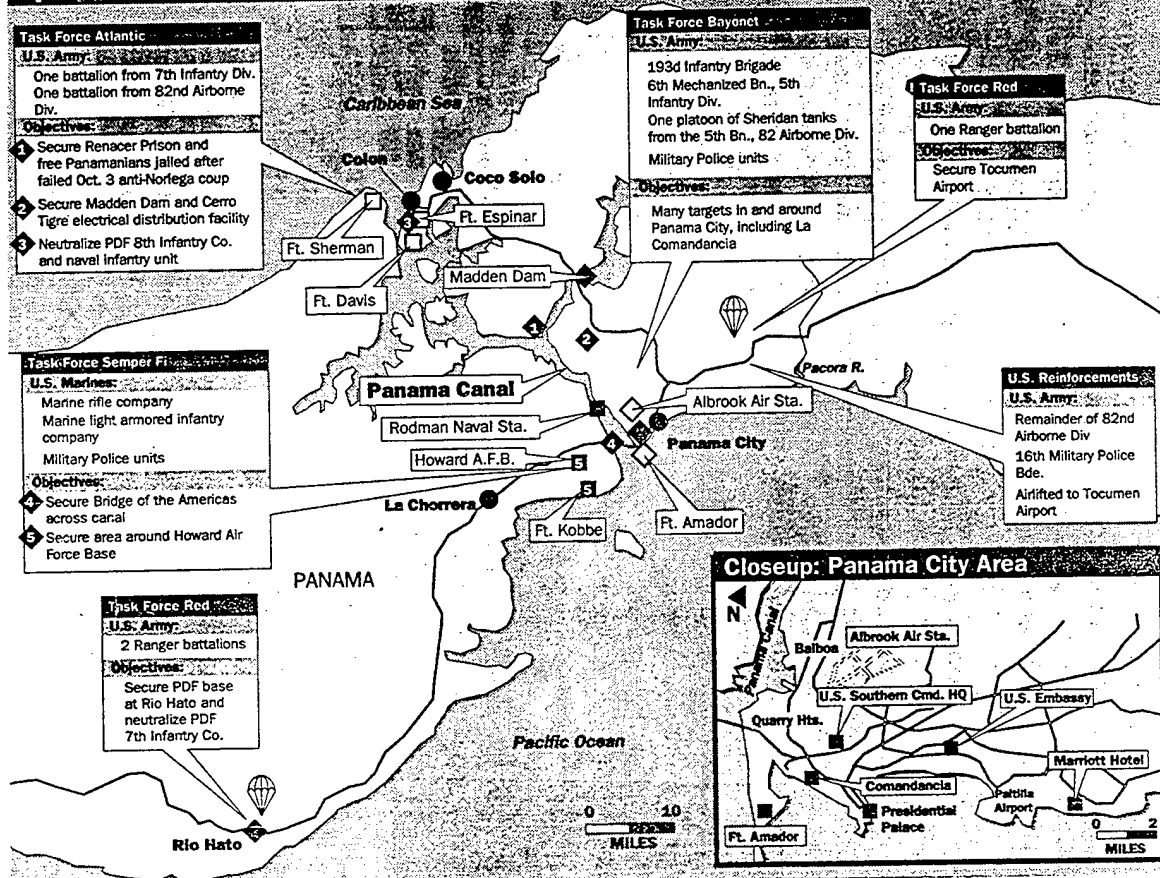 Task Force Atlantic
U.S. Army:
One battalion from 7th Infantry Div.
One battalion from 82nd Airborne
Div.
Objectives:
1 Secure Renacer Prison and
free Panamanians jailed after
failed Oct. 3 anti-Noriega coup
2 Secure Madden Dam and Cerro
Tigre electrical distribution facility
3 Neutralize PDF 8th Infantry Co.
and naval infantry unit
Task Force Bayonet
U.S. Army:
193d Infantry Brigade
6th Mechanized Bn., 5th
Infantry Div.
One platoon of Sheridan tanks
from the 5th Bn., 82 Airborne Div.
Military Police units
Objectives:
Many targets in and around
Panama City, including La
Comandancia
Task Force Red
U.S. Army:
One Ranger battalion
Objectives:
Secure Tocumen
Airport
Caribbean Sea
Colon
Coco Solo
3
Ft. Espinar
Ft. Sherman
Ft. Davis
Madden Dam
1
2
Task Force Semper Fi
U.S. Marines:
Marine rifle company
Marine light armored infantry
company
Military Police units
Objectives:
4 Secure Bridge of the Americas
across canal
5 Secure area around Howard Air
Force Base
Panama Canal
Rodman Naval Sta.
Howard A.F.B.
5
La Chorrera
5
Ft. Kobbe
4
Albrook Air Sta.
Panama City
Ft. Amador
Pacora R.
U.S. Reinforcements
U.S. Army:
Remainder of 82nd
Airborne Div
16th Military Police
Bde.
Airlifted to Tocumen
Airport
PANAMA
Task Force Red
U.S. Army:
2 Ranger battalions
Objectives:
Secure PDF base
at Rio Hato and
neutralize PDF
7th Infantry Co.
Rio Hato
Pacific Ocean
0 10
MILES
Closeup: Panama City Area
N
Panama Canal
Balboa
Albrook Air Sta.
U.S. Southern Cmd. HQ
U.S. Embassy
Quarry Hts.
Marriott Hotel
Comandancia
Paitilla
Airport
Presidential
Palace
Ft. Amador
0 2
MILES